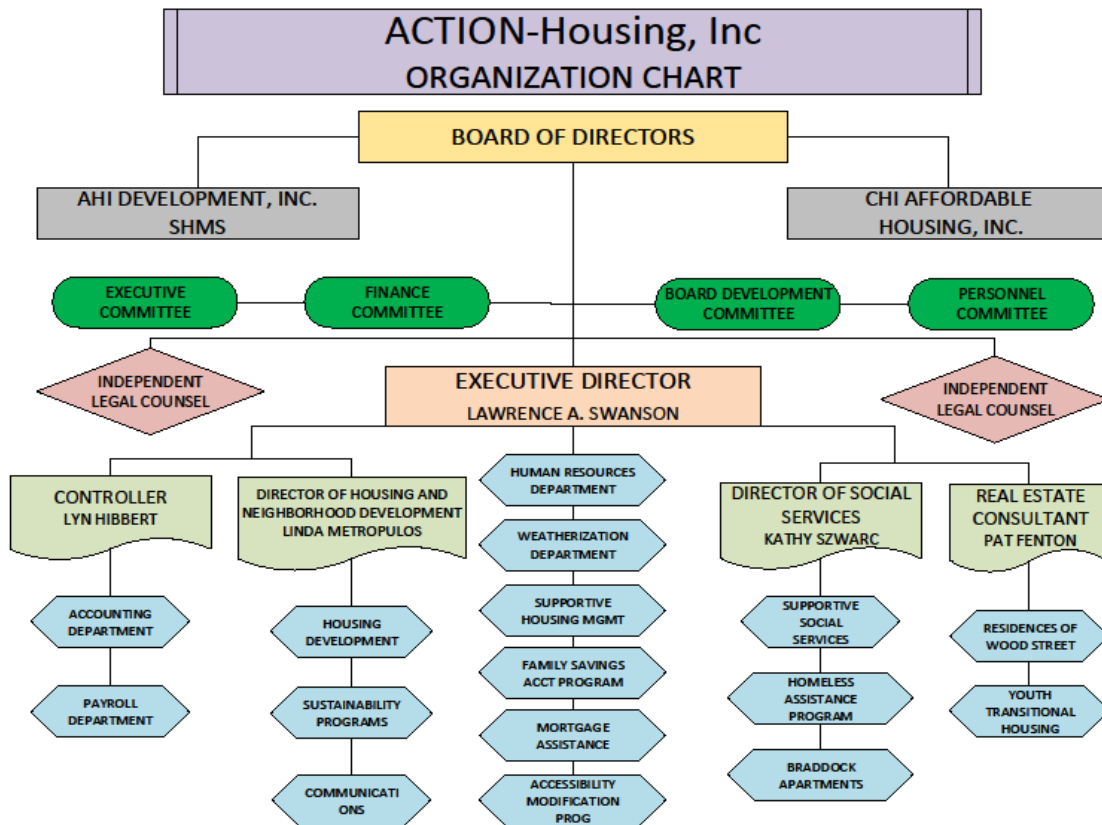 ACTION-Housing, Inc
ORGANIZATION CHART
BOARD OF DIRECTORS
AHI DEVELOPMENT, INC.
SHMS
CHI AFFORDABLE
HOUSING, INC.
EXECUTIVE
COMMITTEE
FINANCE
COMMITTEE
BOARD DEVELOPMENT
COMMITTEE
PERSONNEL
COMMITTEE
INDEPENDENT
LEGAL COUNSEL
EXECUTIVE DIRECTOR
LAWRENCE A. SWANSON
INDEPENDENT
LEGAL COUNSEL
CONTROLLER
LYN HIBBERT
ACCOUNTING
DEPARTMENT
PAYROLL
DEPARTMENT
DIRECTOR OF HOUSING AND
NEIGHBORHOOD DEVELOPMENT
LINDA METROPULOS
HOUSING
DEVELOPMENT
SUSTAINABILITY
PROGRAMS
COMMUNICATI
ONS
HUMAN RESOURCES
DEPARTMENT
WEATHERIZATION
DEPARTMENT
SUPPORTIVE
HOUSING MGMT
FAMILY SAVINGS
ACCT PROGRAM
MORTGAGE
ASSISTANCE
ACCESSIBILITY
MODIFICATION
PROG
DIRECTOR OF SOCIAL
SERVICES
KATHY SZWARC
SUPPORTIVE
SOCIAL
SERVICES
HOMELESS
ASSISTANCE
PROGRAM
BRADDOCK
APARTMENTS
REAL ESTATE
CONSULTANT
PAT FENTON
RESIDENCES OF
WOOD STREET
YOUTH
TRANSITIONAL
HOUSING